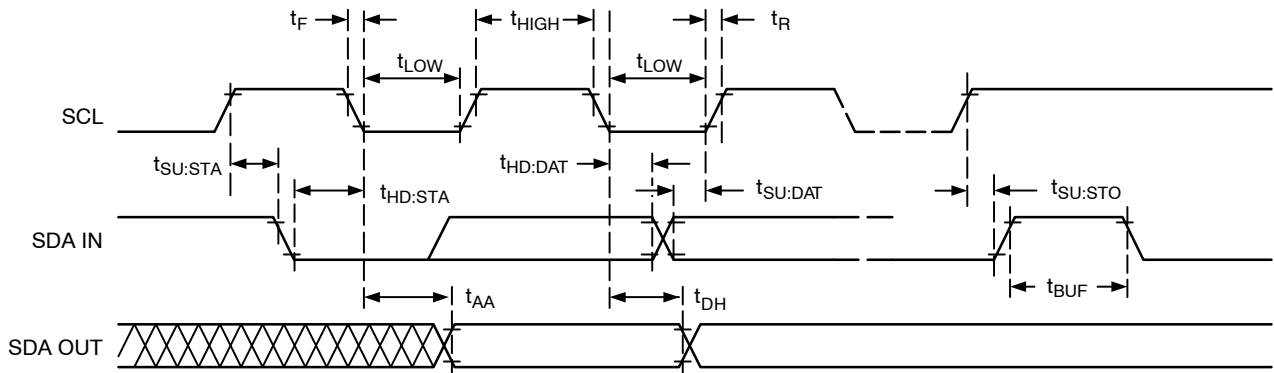 tF
tHIGH
tR
tLOW
tLOW
SCL
tSU:STA
tHD:DAT
tHD:STA
tSU:DAT
tSU:STO
SDA IN
tBUF
tAA
tDH
SDA OUT